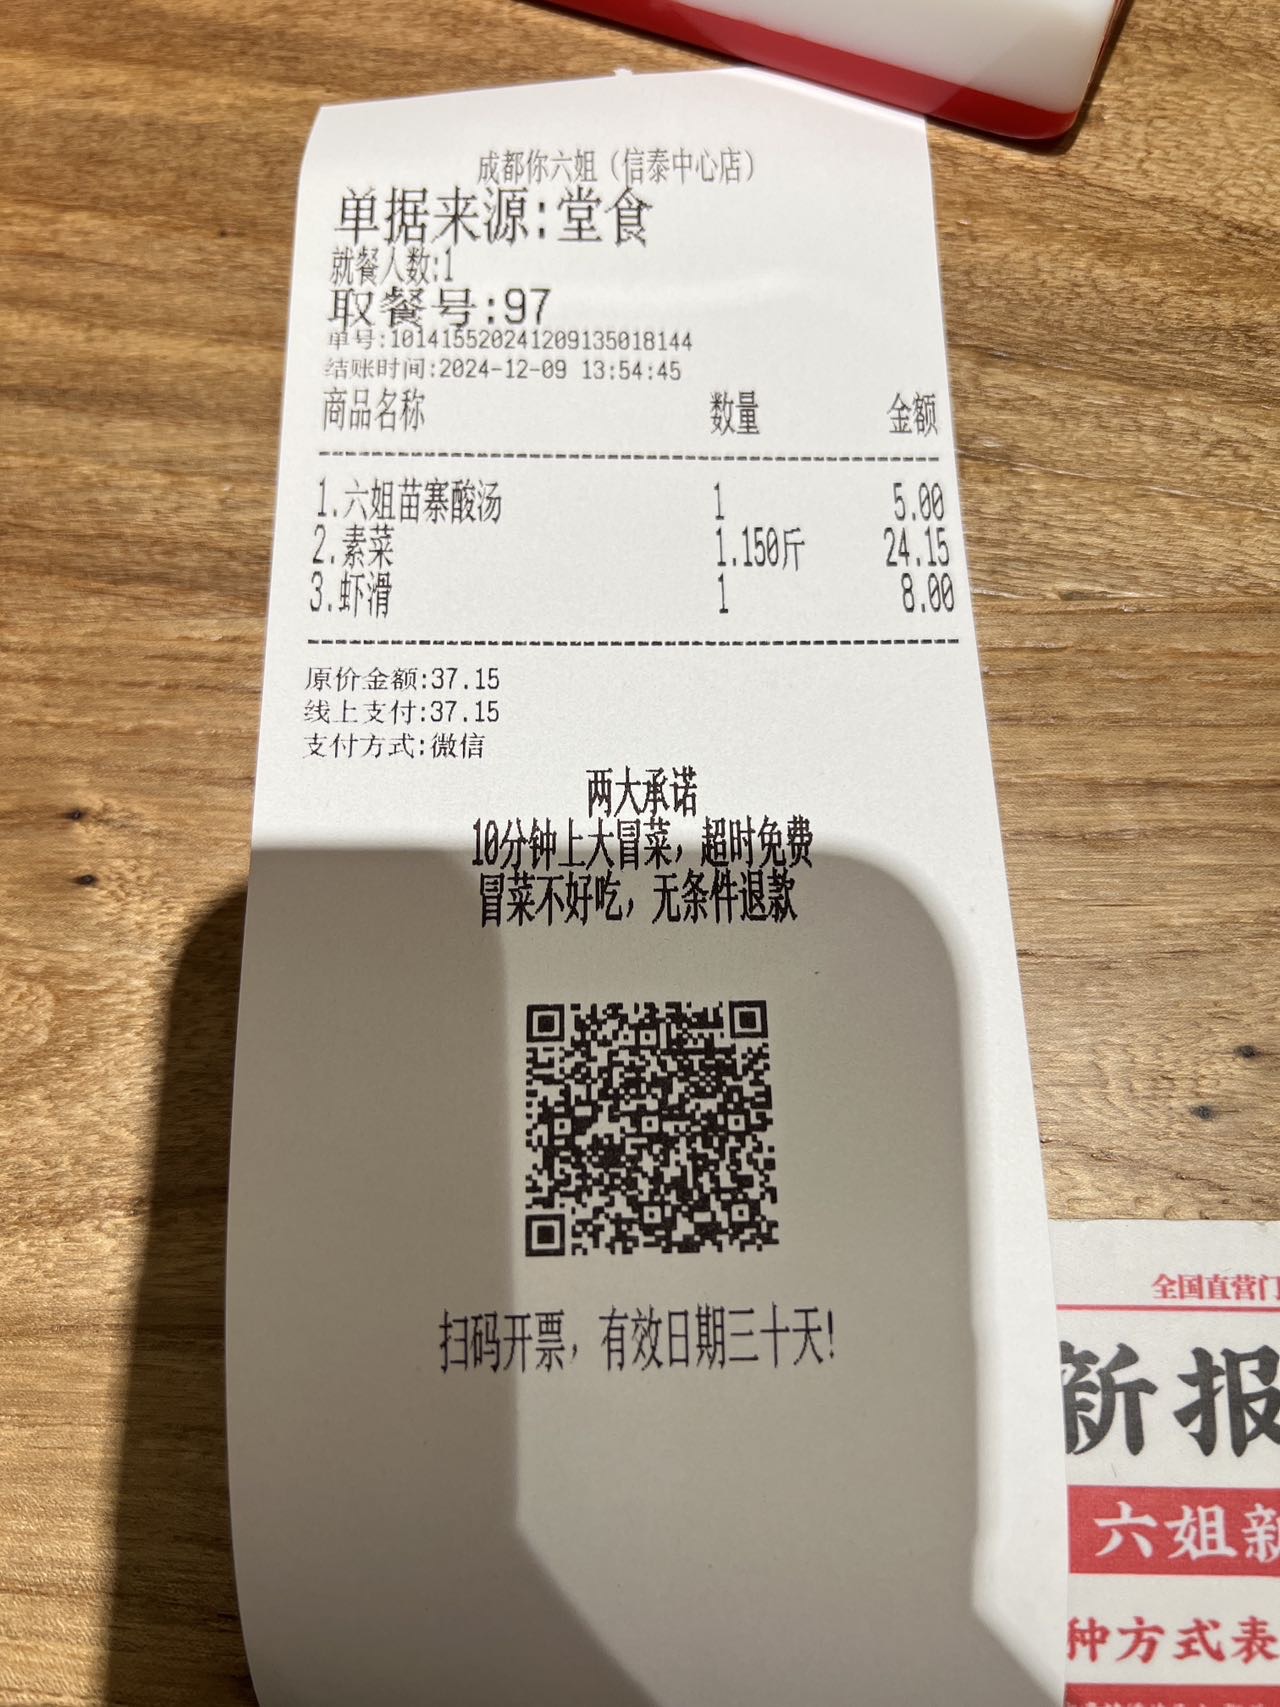 成都你六姐（信泰中心店）
单据来源:堂食
就餐人数:1
取餐号:97
单号:101415520241209135018144
结账时间:2024-12-09 13:54:45
商品名称 数量 金额
1.六姐苗寨酸汤 1 5.00
2.素菜 1.150斤 24.15
3.虾滑 1 8.00
原价金额:37.15
线上支付:37.15
支付方式:微信
两大承诺
10分钟上大冒菜，超时免费
冒菜不好吃，无条件退款
扫码开票，有效日期三十天!
全国直营门
新报
六姐新
种方式表